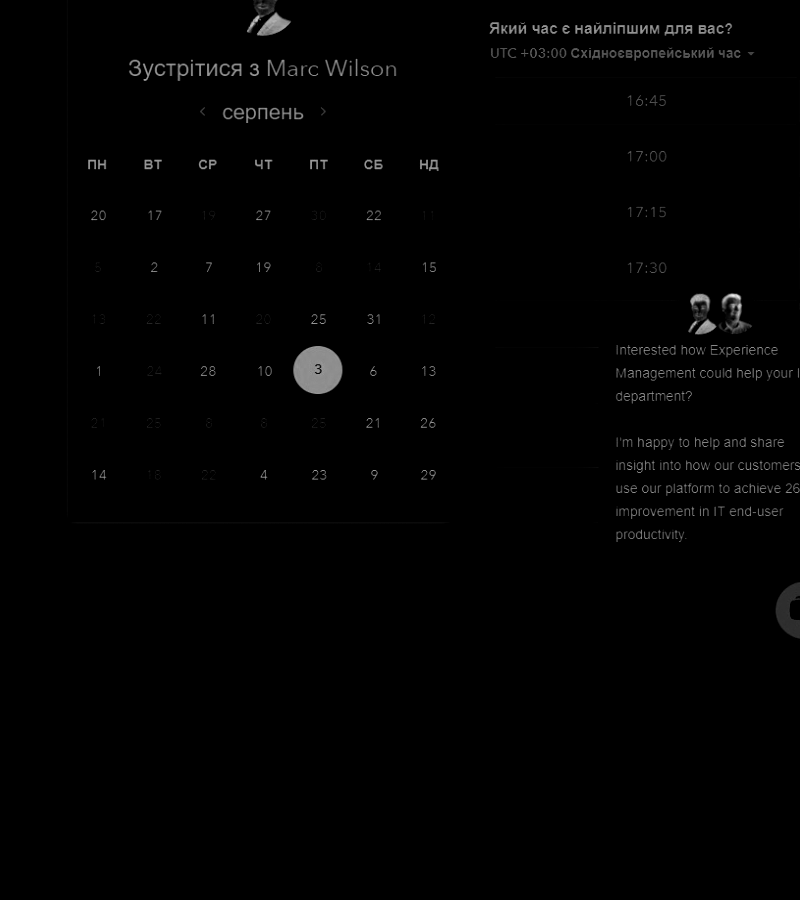 Зустрітися з Marc Wilson
серпень
ПН ВТ СР ЧТ ПТ СБ НД
20 17 19 27 30 22 11
2 7 19 14 15
13 22 11 20 25 31 12
1 24 28 10 3 6 13
21 25 25 21 26
14 18 22 4 23 9 29
Який час є найліпшим для вас?
UTC +03:00 Східноєвропейський час
16:45
17:00
17:15
17:30
Interested how Experience
Management could help your
department?
I'm happy to help and share
insight into how our customers
use our platform to achieve 26
improvement in IT end-user
productivity.